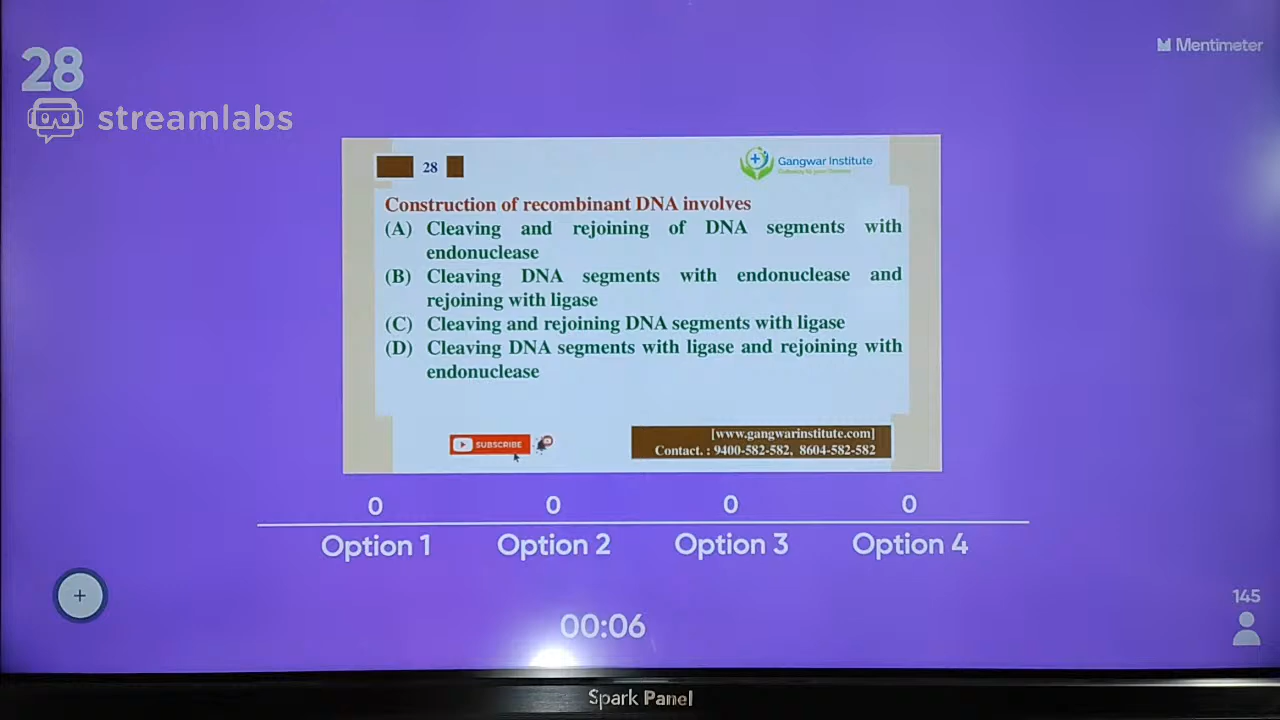 28
streamlabs
Mentimeter
28
Gangwar Institute
Construction of recombinant DNA involves
(A) Cleaving and rejoining of DNA segments with
endonuclease
(B) Cleaving DNA segments with endonuclease and
rejoining with ligase
(C) Cleaving and rejoining DNA segments with ligase
(D) Cleaving DNA segments with ligase and rejoining with
endonuclease
SUBSCRIBE
[www.gangwarinstitute.com]
Contact. : 9400-582-582, 8604-582-582
0 0 0 0
Option 1 Option 2 Option 3 Option 4
00:06
145
Spark Panel